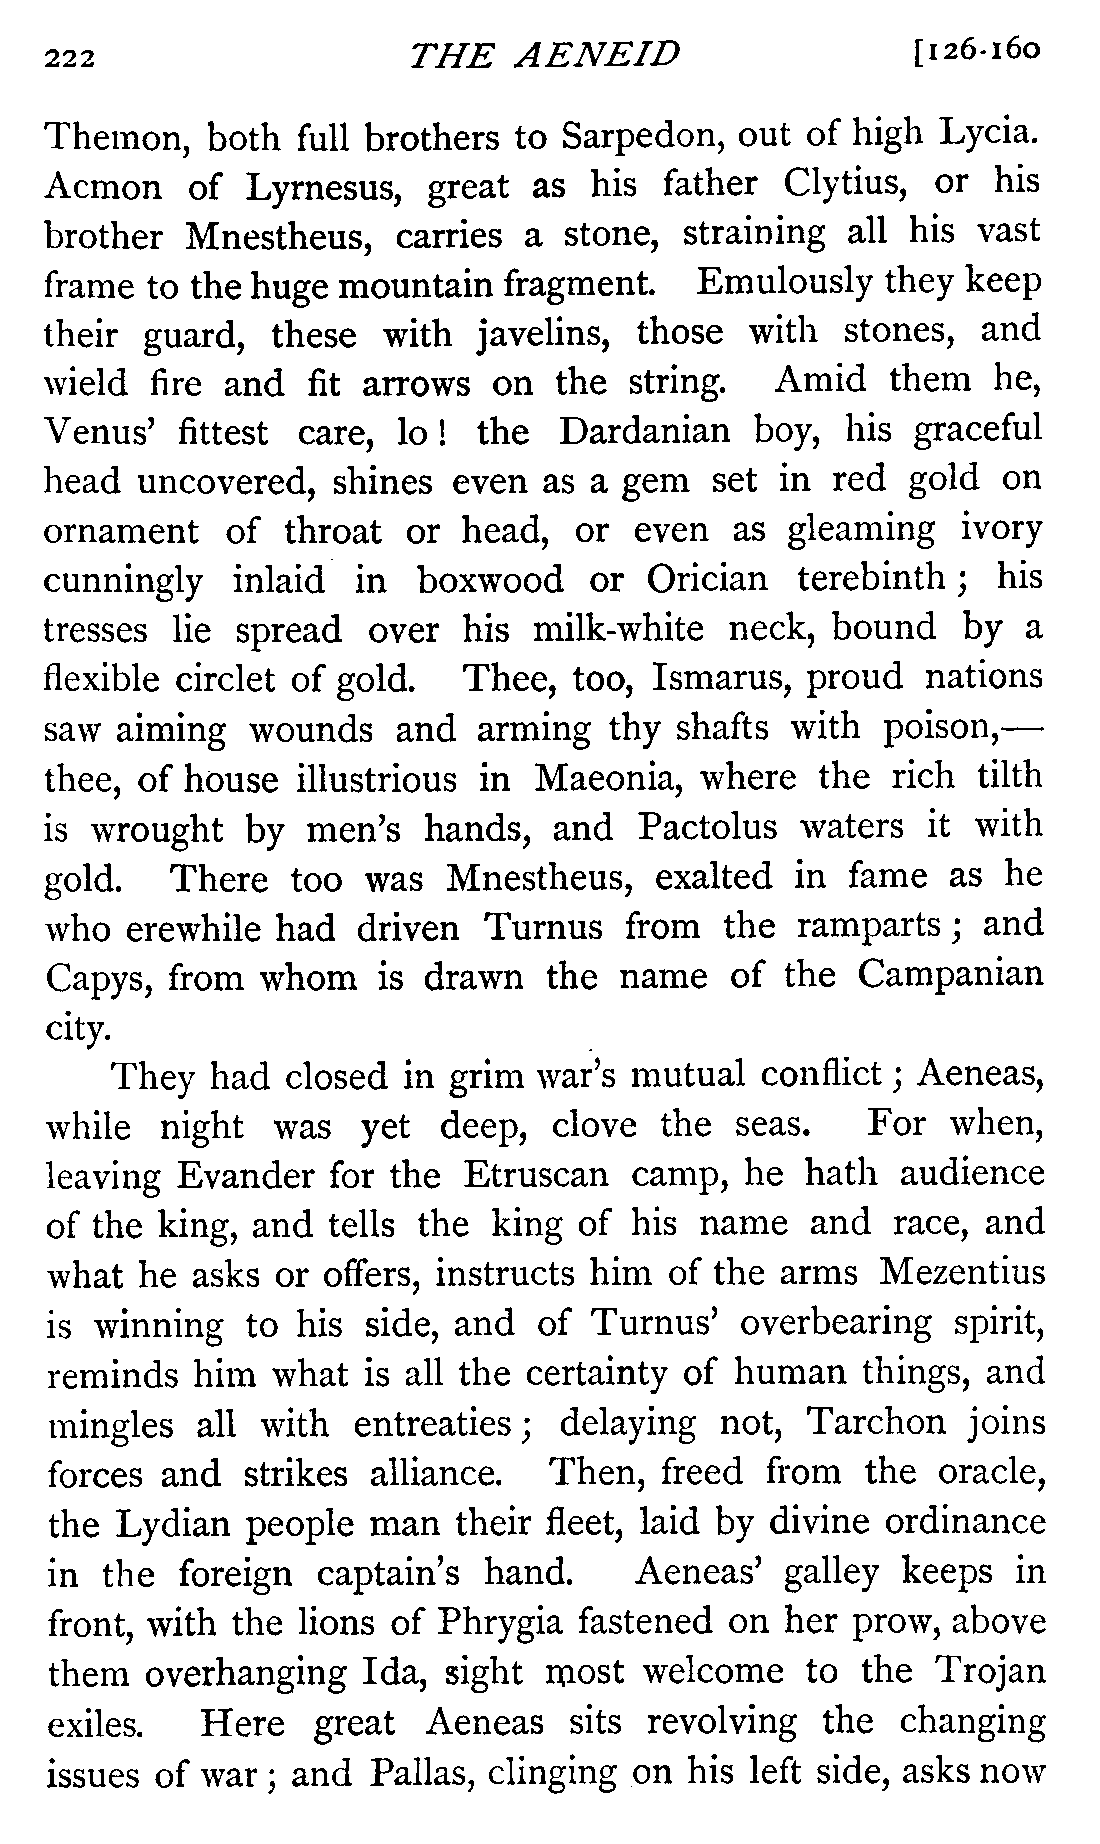 222 THE AENEID [126-160
Themon, both full brothers to Sarpedon, out of high Lycia.
Acmon of Lyrnesus, great as his father Clytius, or his
brother Mnestheus, carries a stone, straining all his vast
frame to the huge mountain fragment. Emulously they keep
their guard, these with javelins, those with stones, and
wield fire and fit arrows on the string. Amid them he,
Venus' fittest care, lo! the Dardanian boy, his graceful
head uncovered, shines even as a gem set in red gold on
ornament of throat or head, or even as gleaming ivory
cunningly inlaid in boxwood or Orician terebinth; his
tresses lie spread over his milk-white neck, bound by a
flexible circlet of gold. Thee, too, Ismarus, proud nations
saw aiming wounds and arming thy shafts with poison,—
thee, of house illustrious in Maeonia, where the rich tilth
is wrought by men's hands, and Pactolus waters it with
gold. There too was Mnestheus, exalted in fame as he
who erewhile had driven Turnus from the ramparts; and
Capys, from whom is drawn the name of the Campanian
city.
They had closed in grim war's mutual conflict; Aeneas,
while night was yet deep, clove the seas. For when,
leaving Evander for the Etruscan camp, he hath audience
of the king, and tells the king of his name and race, and
what he asks or offers, instructs him of the arms Mezentius
is winning to his side, and of Turnus' overbearing spirit,
reminds him what is all the certainty of human things, and
mingles all with entreaties; delaying not, Tarchon joins
forces and strikes alliance. Then, freed from the oracle,
the Lydian people man their fleet, laid by divine ordinance
in the foreign captain's hand. Aeneas' galley keeps in
front, with the lions of Phrygia fastened on her prow, above
them overhanging Ida, sight most welcome to the Trojan
exiles. Here great Aeneas sits revolving the changing
issues of war; and Pallas, clinging on his left side, asks now